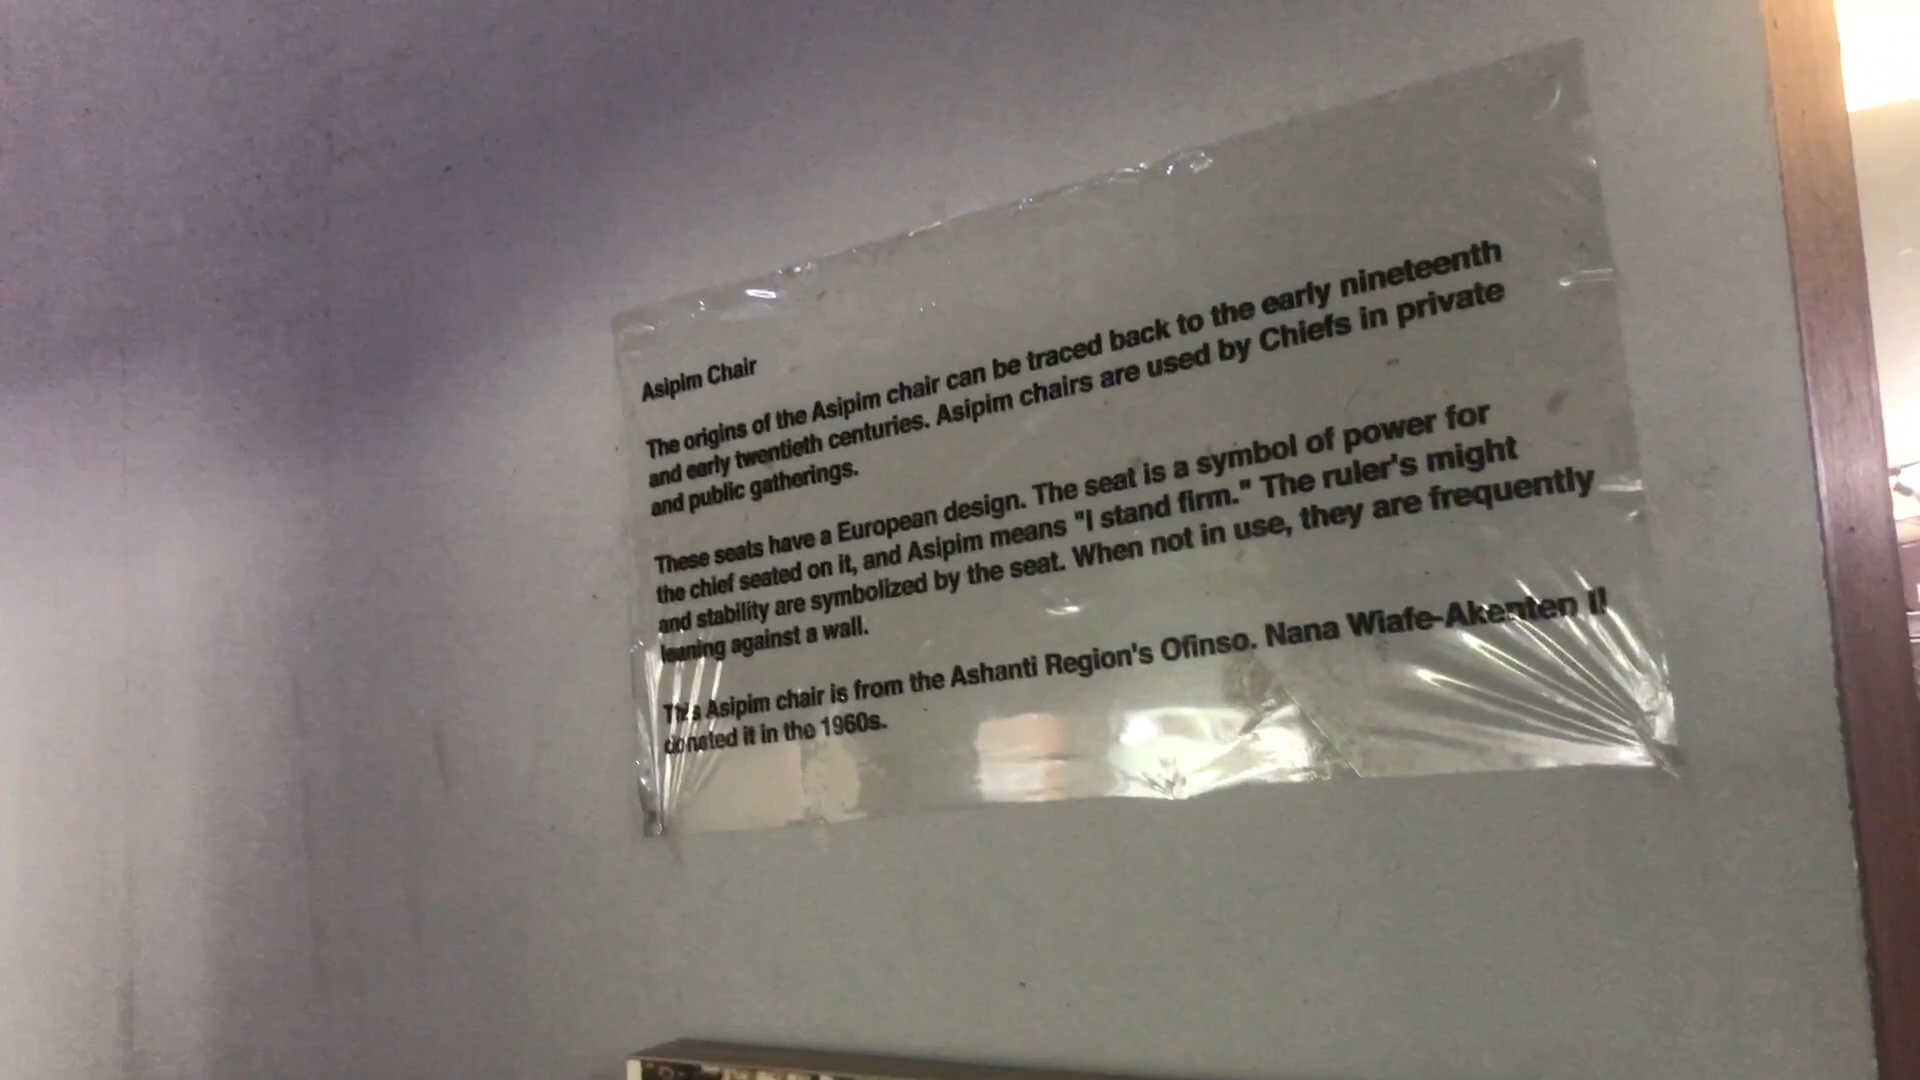 Asipim Chair
The origins of the Asipim chair can be traced back to the early nineteenth
and early twentieth centuries. Asipim chairs are used by Chiefs in private
and public gatherings.
These seats have a European design. The seat is a symbol of power for
the chief seated on it, and Asipim means "I stand firm." The ruler's might
and stability are symbolized by the seat. When not in use, they are frequently
leaning against a wall.
This Asipim chair is from the Ashanti Region's Ofinso. Nana Wiafe-Akenten II
donated it in the 1960s.